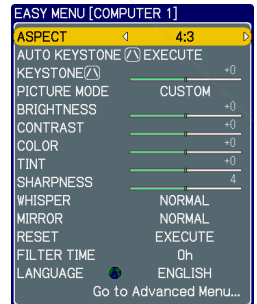 EASY MENU [COMPUTER 1]
ASPECT 4:3
AUTO KEYSTONE EXECUTE
KEYSTONE +0
PICTURE MODE CUSTOM
BRIGHTNESS +0
CONTRAST +0
COLOR +0
TINT +0
SHARPNESS 4
WHISPER NORMAL
MIRROR NORMAL
RESET EXECUTE
FILTER TIME 0h
LANGUAGE ENGLISH
Go to Advanced Menu...